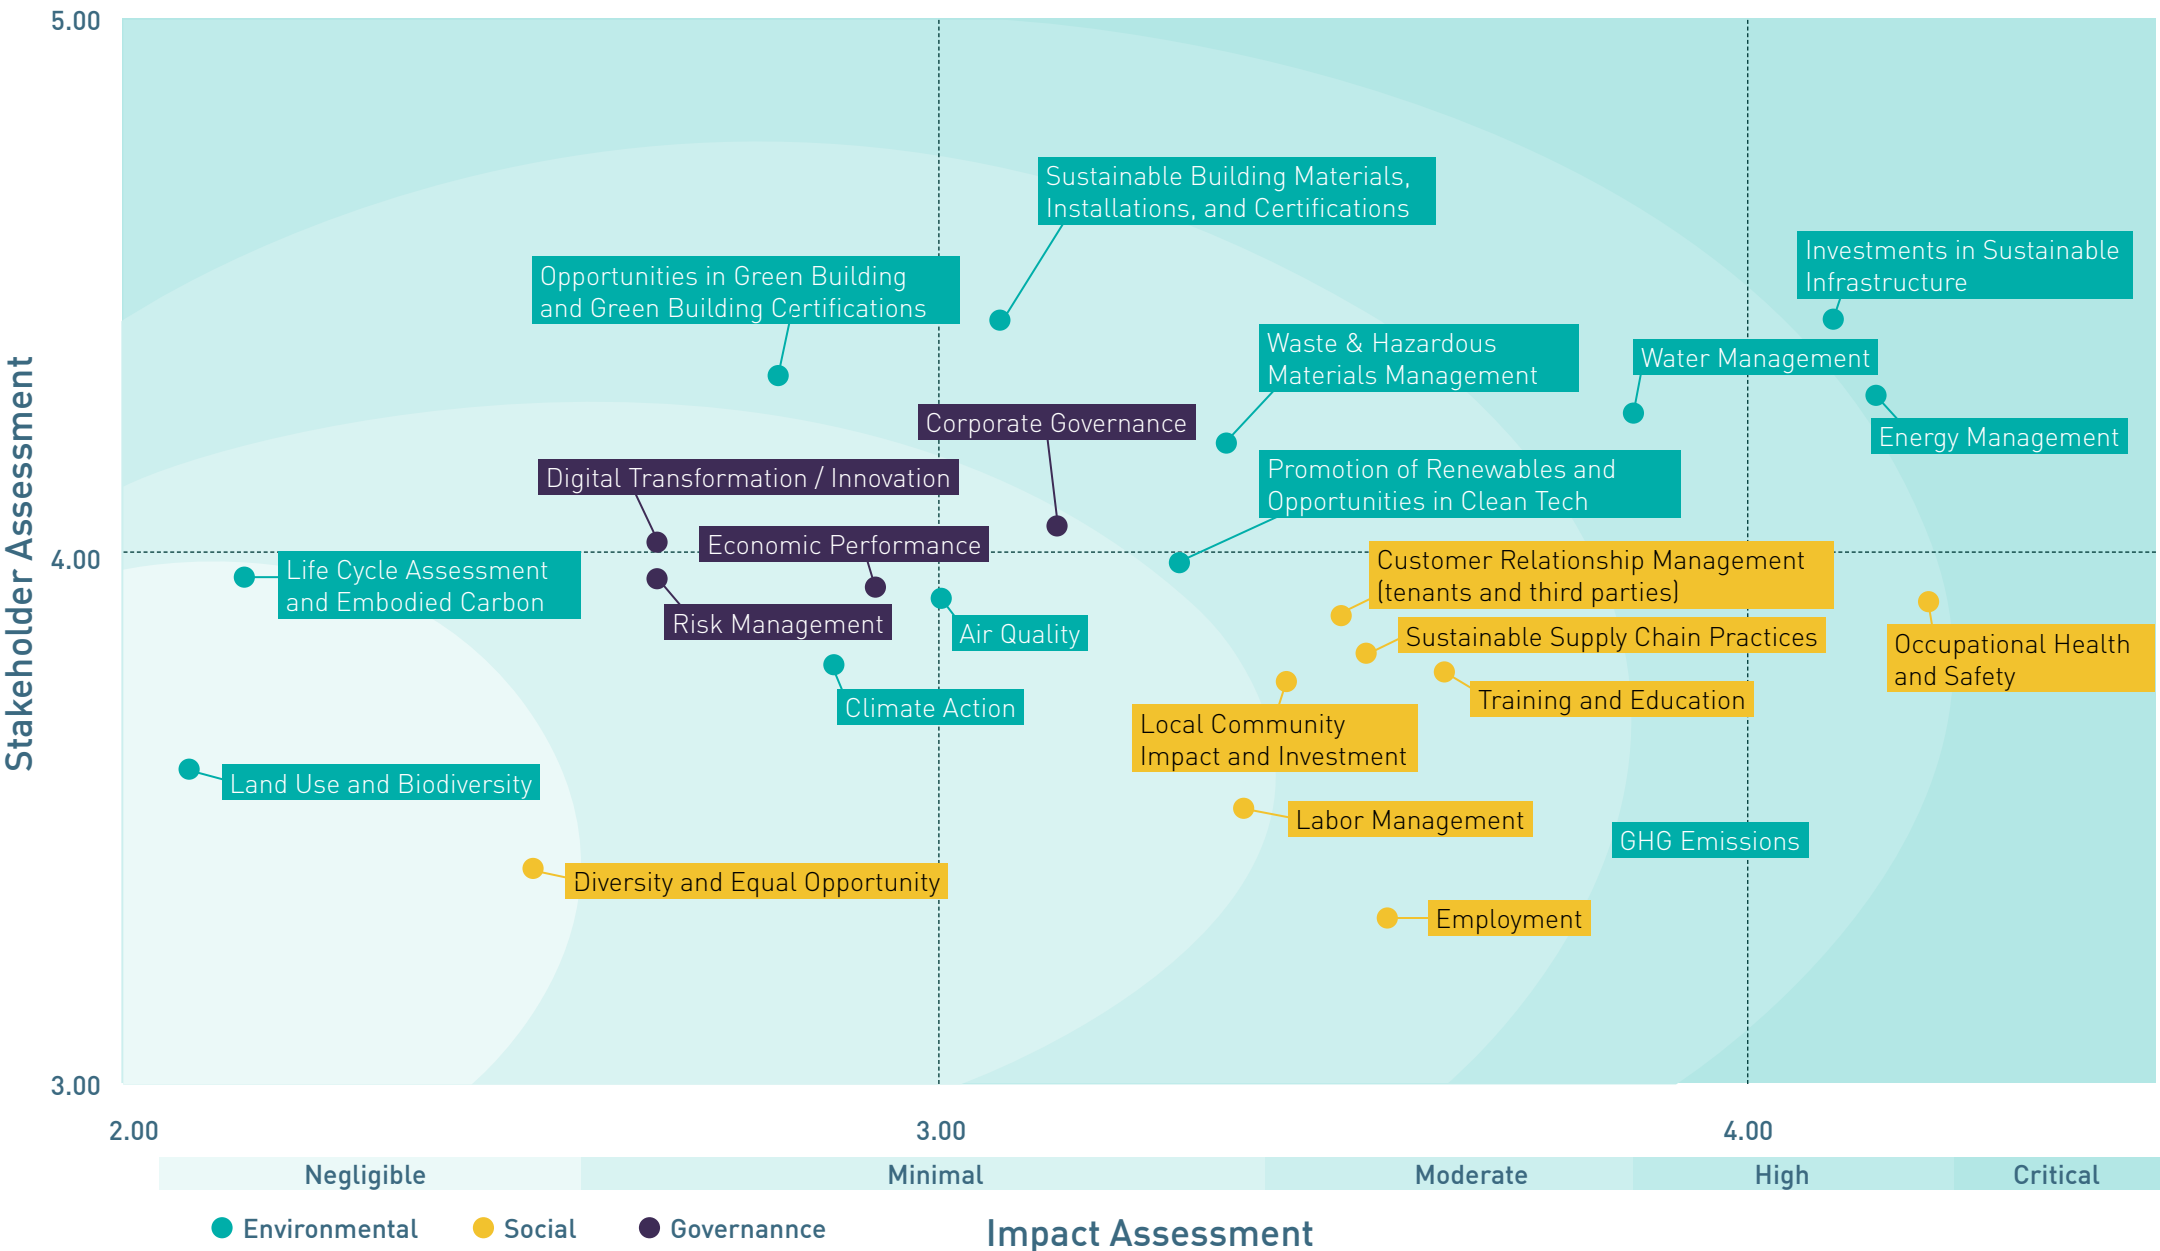 5.00
Sustainable Building Materials,
Installations, and Certifications
Investments in Sustainable
Infrastructure
Opportunities in Green Building
and Green Building Certifications
Waste & Hazardous
Materials Management
Water Management
Corporate Governance
Energy Management
Digital Transformation / Innovation
Promotion of Renewables and
Opportunities in Clean Tech
Stakeholder Assessment
4.00
Economic Performance
Customer Relationship Management
(tenants and third parties)
Life Cycle Assessment
and Embodied Carbon
Risk Management
Air Quality
Sustainable Supply Chain Practices
Occupational Health
and Safety
Climate Action
Training and Education
Local Community
Impact and Investment
Land Use and Biodiversity
Labor Management
GHG Emissions
Diversity and Equal Opportunity
Employment
3.00
2.00
3.00
4.00
Negligible
Minimal
Moderate
High
Critical
Environmental
Social
Governannce
Impact Assessment